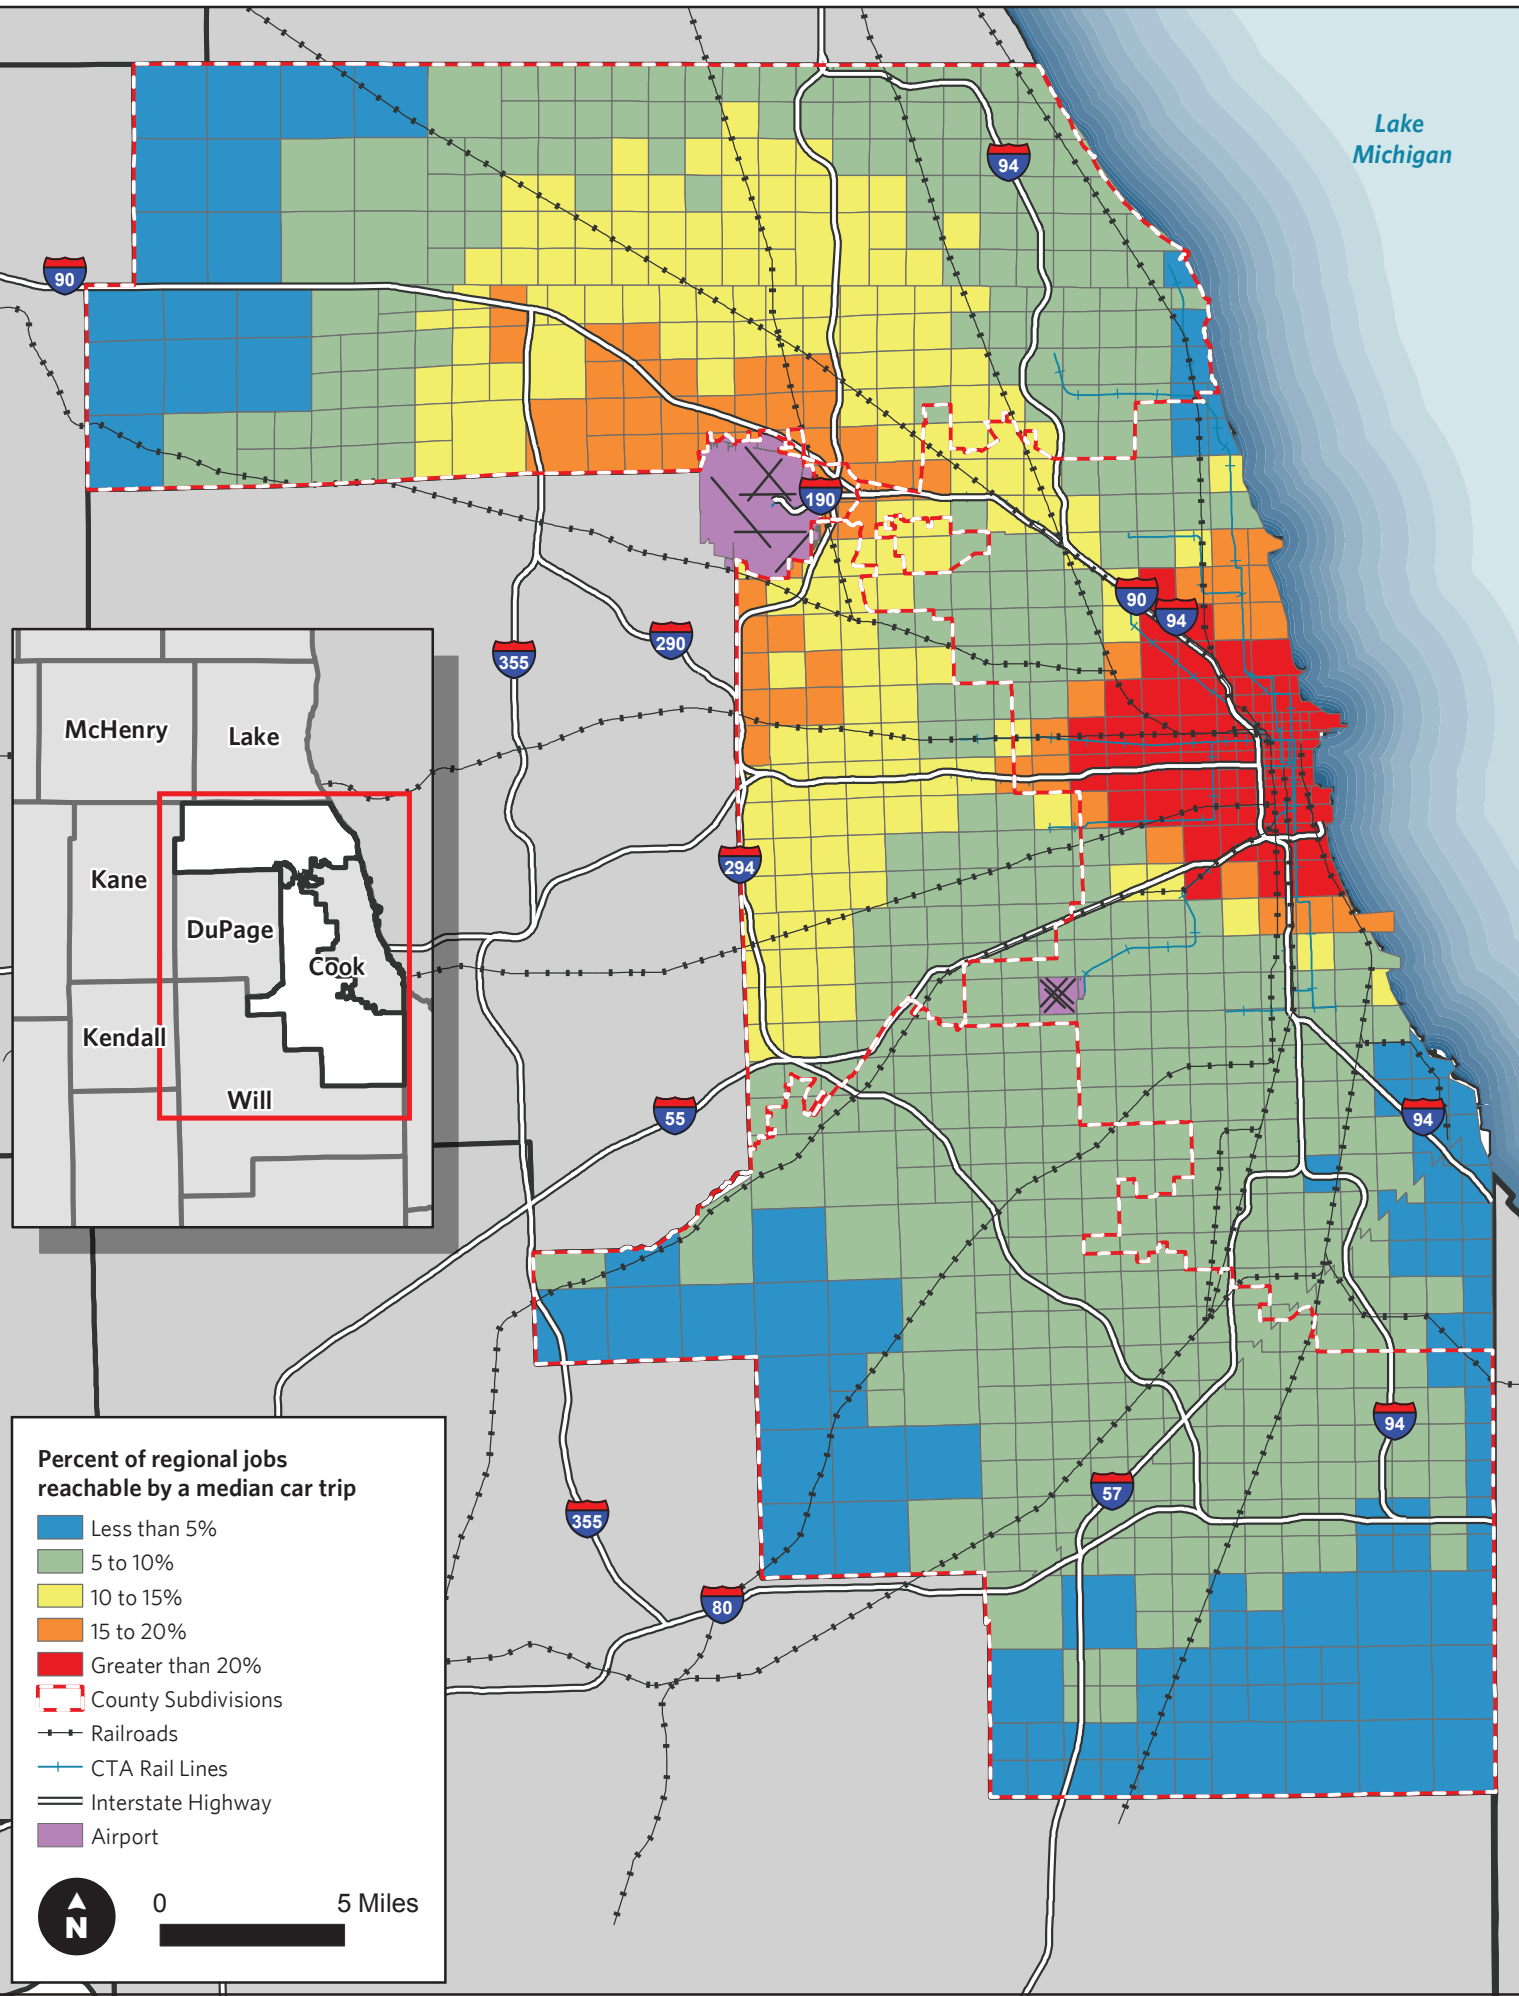 Lake
Michigan
94
90
190
90
94
290
355
McHenry
Lake
Kane
294
DuPage
Cook
Kendall
Will
55
94
94
57
355
80
Percent of regional jobs
reachable by a median car trip
Less than 5%
5 to 10%
10 to 15%
15 to 20%
Greater than 20%
County Subdivisions
Railroads
CTA Rail Lines
Interstate Highway
Airport
N
0 5 Miles